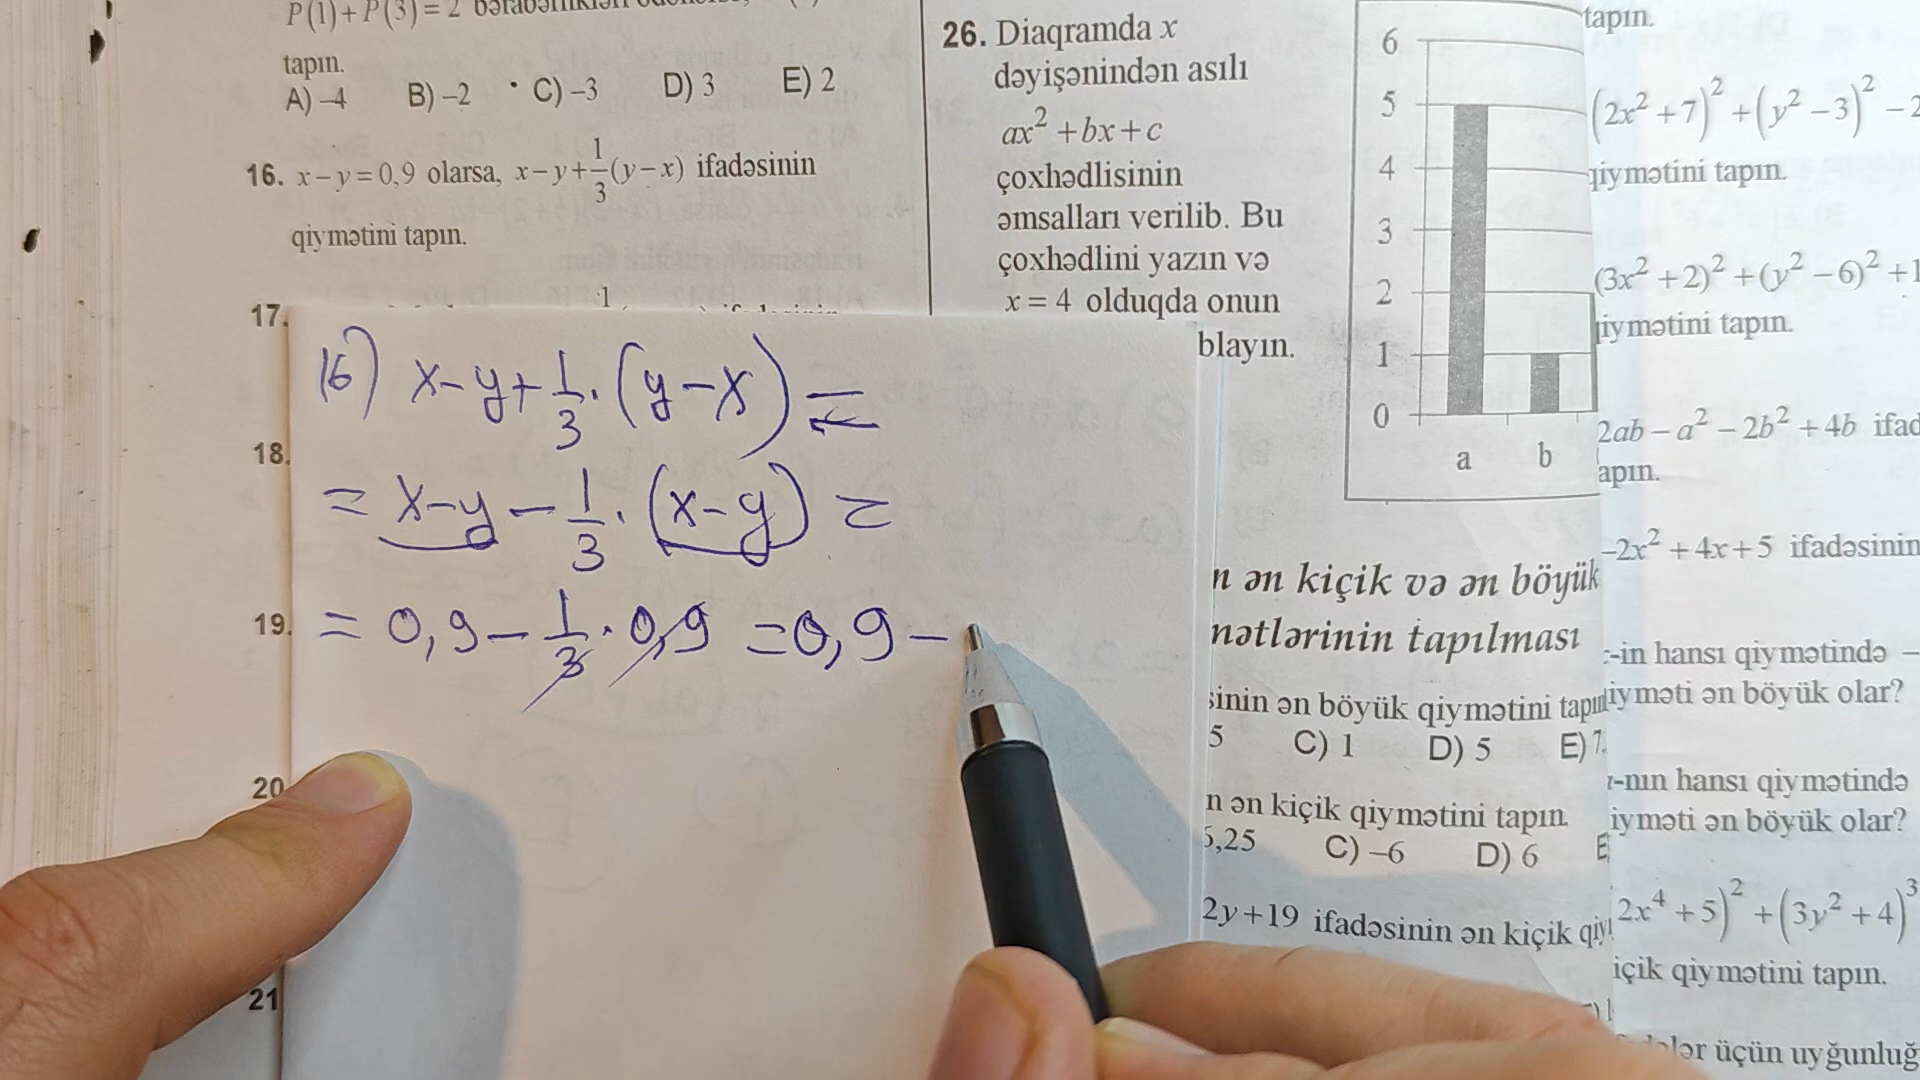 P(1)+P(3)=2
tapın.
A) –4 B) –2 C) –3 D) 3 E) 2
16. x–y=0,9 olarsa, x–y+1/3(y–x) ifadəsinin
qiymətini tapın.
17.
18.
19.
20
21
16) x-y+1/3·(y-x)=
=x-y-1/3·(x-y)=
=0,9-1/3·0,9=0,9-
26. Diaqramda x
dəyişənindən asılı
ax²+bx+c
çoxhədlisinin
əmsalları verilib. Bu
çoxhədlini yazın və
x=4 olduqda onun
blayın.
6
5
4
3
2
1
0
a b
n ən kiçik və ən böyük
nətlərinin tapılması
sinin ən böyük qiymətini tapın
5 C) 1 D) 5 E) 7,
n ən kiçik qiymətini tapın.
5,25 C) –6 D) 6 E
2y+19 ifadəsinin ən kiçik qiy
tapın.
(2x²+7)²+(y²–3)²–2
qiymətini tapın.
(3x²+2)²+(y²–6)²+1
qiymətini tapın.
2ab–a²–2b²+4b ifad
apın.
–2x²+4x+5 ifadəsinin
-in hansı qiymətində –
iyməti ən böyük olar?
-nın hansı qiymətində
iyməti ən böyük olar?
2x⁴+5)²+(3y²+4)³
içik qiymətini tapın.
lər üçün uyğunluğ